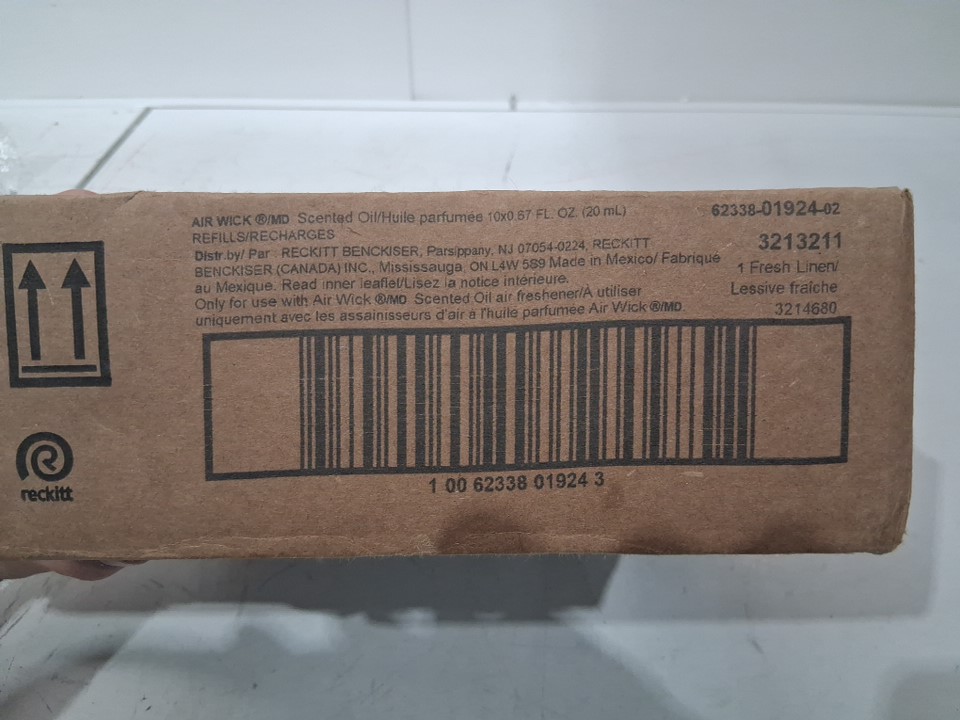 AIR WICK ®/MD Scented Oil/Huile parfumée 10x0.67 FL. OZ. (20 mL)
REFILLS/RECHARGES
Distr.by/ Par : RECKITT BENCKISER, Parsippany, NJ 07054-0224, RECKITT
BENCKISER (CANADA) INC., Mississauga, ON L4W 5S9 Made in Mexico/ Fabriqué
au Mexique. Read inner leaflet/Lisez la notice intérieure.
Only for use with Air Wick ®/MD Scented Oil air freshener/À utiliser
uniquement avec les assainisseurs d'air à l'huile parfumée Air Wick ®/MD.
62338-01924-02
3213211
1 Fresh Linen/
Lessive fraîche
3214680
1 00 62338 01924 3
reckitt